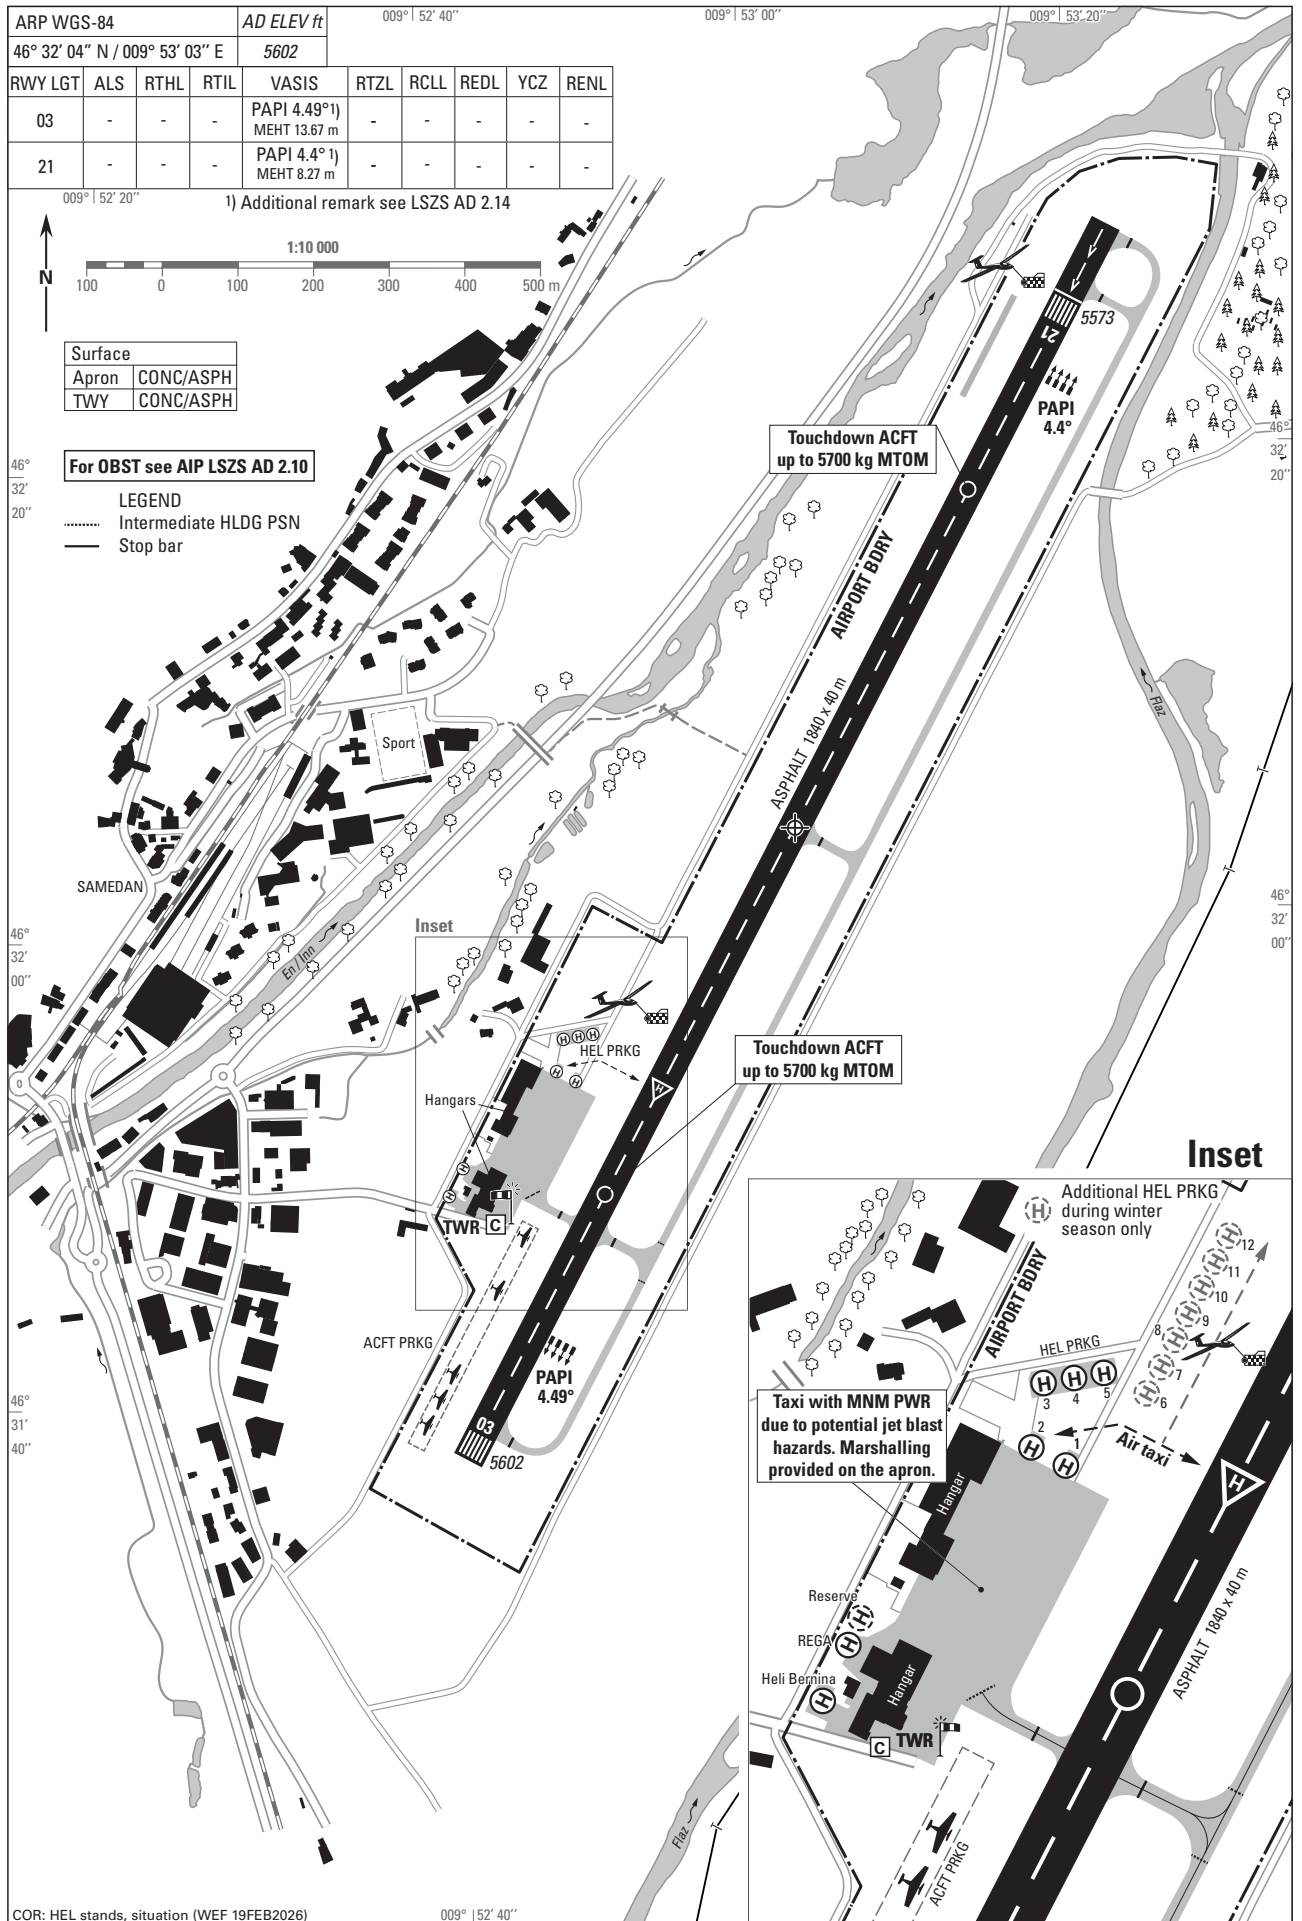 ARP WGS-84 AD ELEV ft
46° 32' 04" N / 009° 53' 03" E 5602
RWY LGT ALS RTHL RTIL VASIS RTZL RCLL REDL YCZ RENL
03 - - - PAPI 4.49° 1) - - - - -
MEHT 13.67 m
21 - - - PAPI 4.4° 1) - - - - -
MEHT 8.27 m
1) Additional remark see LSZS AD 2.14
009° 52' 40"
009° 53' 00"
009° 53' 20"
009° 52' 20"
N
1:10 000
100 0 100 200 300 400 500 m
Surface
Apron CONC/ASPH
TWY CONC/ASPH
For OBST see AIP LSZS AD 2.10
LEGEND
Intermediate HLDG PSN
Stop bar
46°
32'
20"
46°
32'
20"
5573
21
PAPI
4.4°
Touchdown ACFT
up to 5700 kg MTOM
AIRPORT BDRY
ASPHALT 1840 x 40 m
Flaz
Sport
SAMEDAN
En / Inn
46°
32'
00"
46°
32'
00"
Inset
H H H
HEL PRKG
H H
H
Hangars
H
H
TWR C
Touchdown ACFT
up to 5700 kg MTOM
ACFT PRKG
PAPI
4.49°
03
5602
46°
31'
40"
Inset
H Additional HEL PRKG
during winter
season only
AIRPORT BDRY
H 12
H 11
H 10
H 9
H 8
H 7
H 6
HEL PRKG
H H H
3 4 5
2 1
H H
Air taxi
H
Taxi with MNM PWR
due to potential jet blast
hazards. Marshalling
provided on the apron.
Hangar
Reserve H
REGA H
Heli Bernina H
Hangar
C TWR
ASPHALT 1840 x 40 m
ACFT PRKG
Flaz
COR: HEL stands, situation (WEF 19FEB2026)
009° 52' 40"